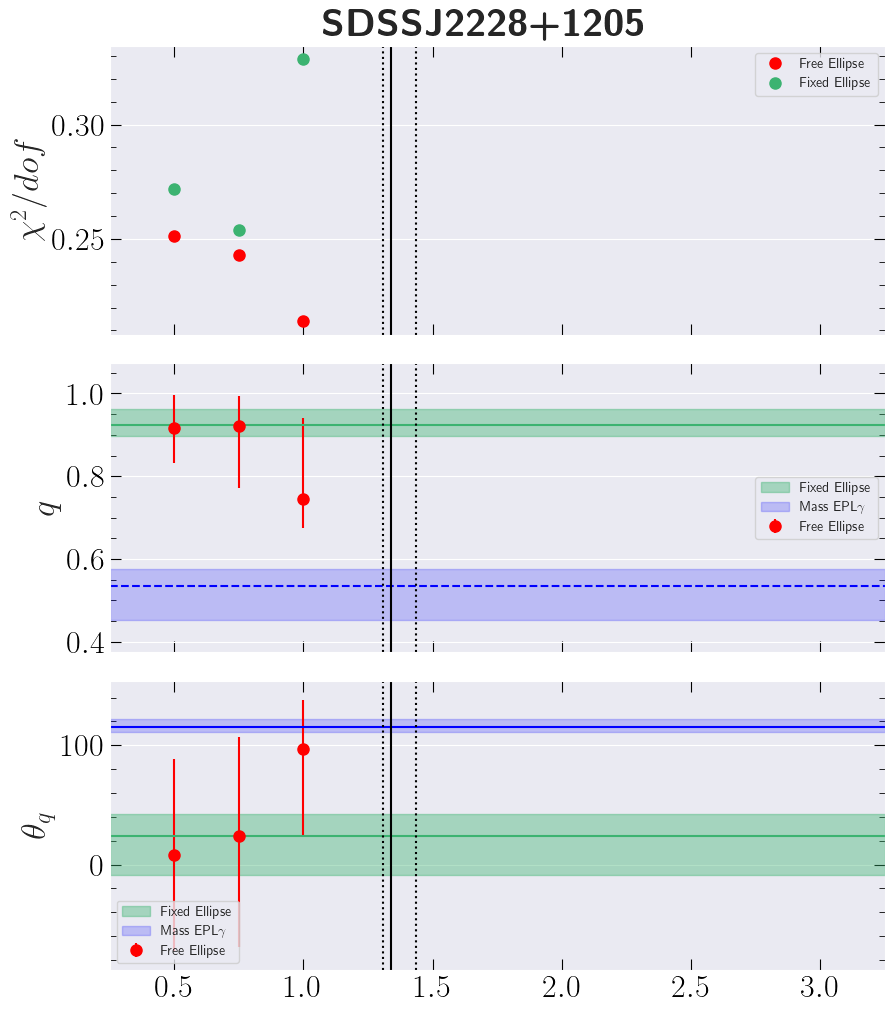 SDSSJ2228+1205
Free Ellipse
Fixed Ellipse
χ²/dof
0.30
0.25
1.0
0.8
0.6
0.4
q
Fixed Ellipse
Mass EPLγ
Free Ellipse
100
0
θq
Fixed Ellipse
Mass EPLγ
Free Ellipse
0.5 1.0 1.5 2.0 2.5 3.0